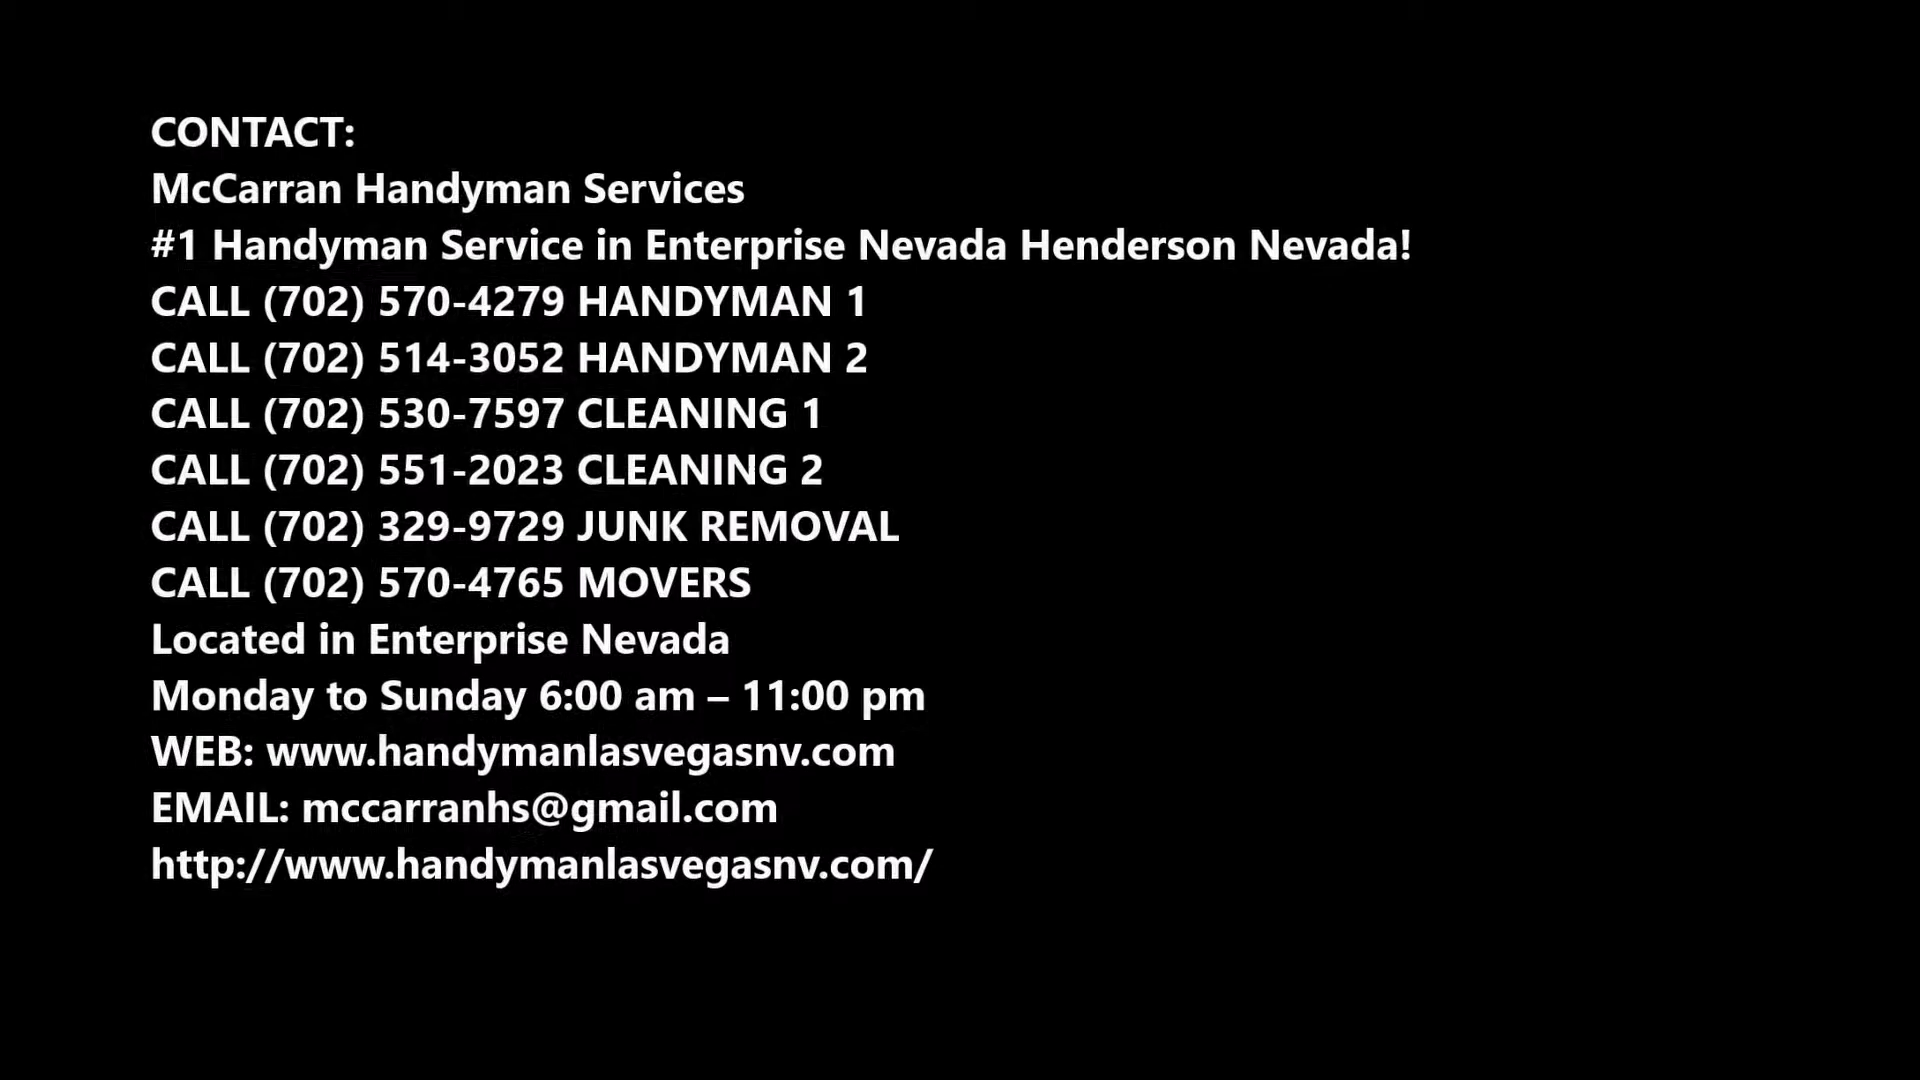 CONTACT:
McCarran Handyman Services
#1 Handyman Service in Enterprise Nevada Henderson Nevada!
CALL (702) 570-4279 HANDYMAN 1
CALL (702) 514-3052 HANDYMAN 2
CALL (702) 530-7597 CLEANING 1
CALL (702) 551-2023 CLEANING 2
CALL (702) 329-9729 JUNK REMOVAL
CALL (702) 570-4765 MOVERS
Located in Enterprise Nevada
Monday to Sunday 6:00 am – 11:00 pm
WEB: www.handymanlasvegasnv.com
EMAIL: mccarranhs@gmail.com
http://www.handymanlasvegasnv.com/